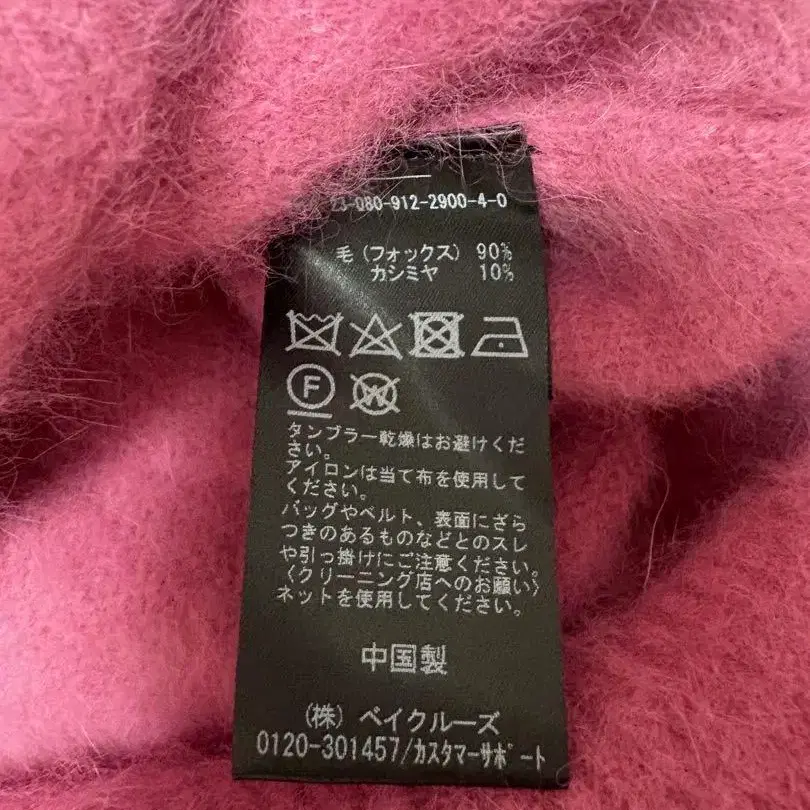 23-080-912-2900-4-0
毛(フォックス) 90%
カシミヤ 10%
F W
タンブラー乾燥はお避けくだ
さい。
アイロンは当て布を使用して
ください。
バッグやベルト、表面にざら
つきのあるものなどとのスレ
や引っ掛けにご注意ください。
〈クリーニング店へのお願い〉
ネットを使用してください。
中国製
(株) ベイクルーズ
0120-301457/カスタマーサポート